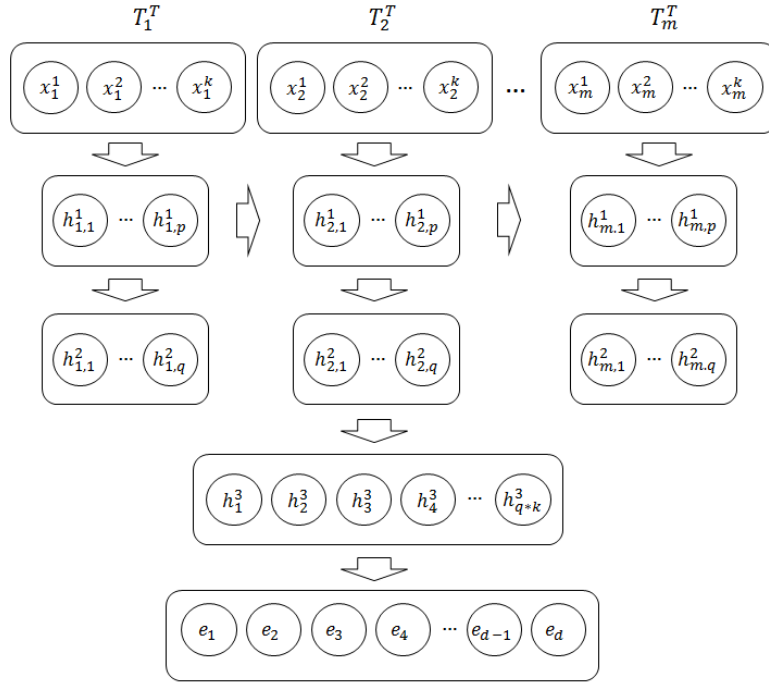 T_1^T T_2^T T_m^T
x_1^1 x_1^2 ... x_1^k x_2^1 x_2^2 ... x_2^k ... x_m^1 x_m^2 ... x_m^k
h_{1,1}^1 ... h_{1,p}^1 h_{2,1}^1 ... h_{2,p}^1 h_{m.1}^1 ... h_{m,p}^1
h_{1,1}^2 ... h_{1,q}^2 h_{2,1}^2 ... h_{2,q}^2 h_{m,1}^2 ... h_{m.q}^2
h_1^3 h_2^3 h_3^3 h_4^3 ... h_{q*k}^3
e_1 e_2 e_3 e_4 ... e_{d-1} e_d